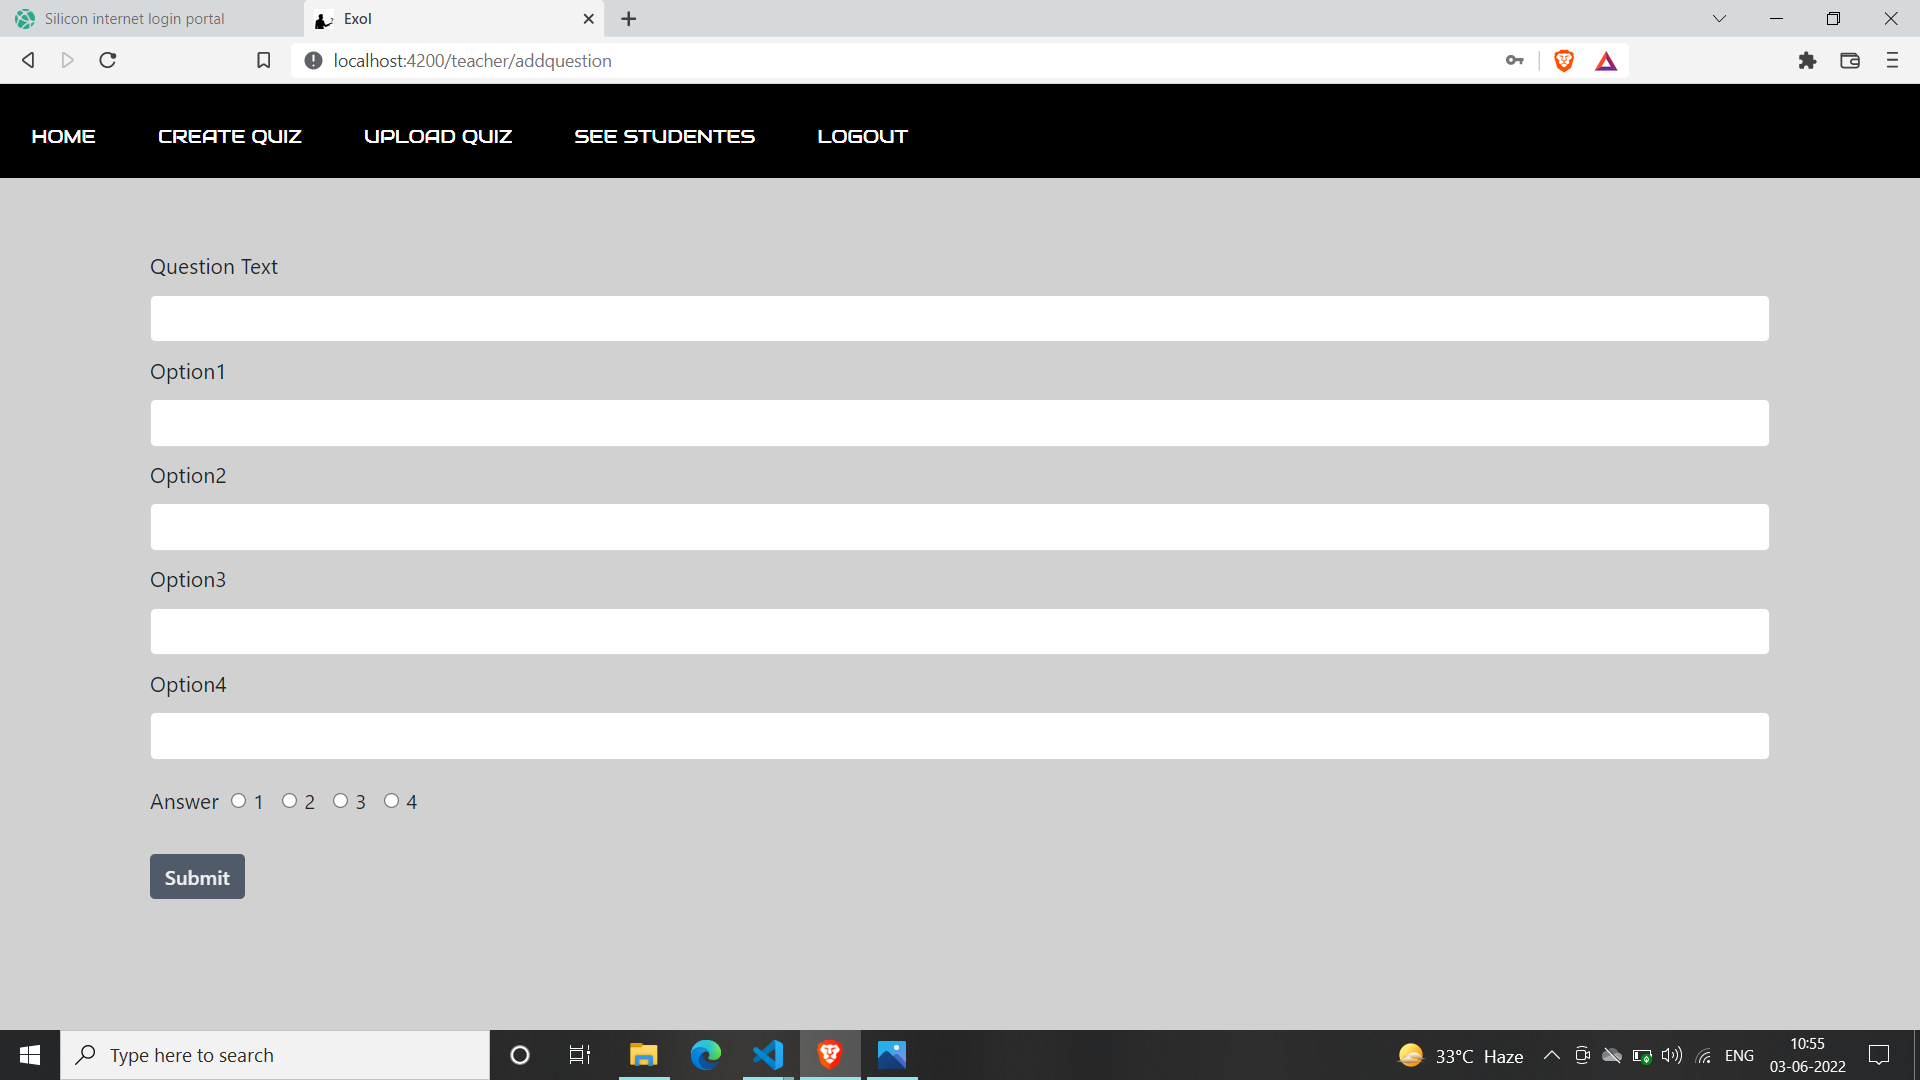 Silicon internet login portal
Exol
localhost:4200/teacher/addquestion
HOME CREATE QUIZ UPLOAD QUIZ SEE STUDENTES LOGOUT
Question Text
Option1
Option2
Option3
Option4
Answer 1 2 3 4
Submit
Type here to search
33°C Haze
ENG
10:55
03-06-2022